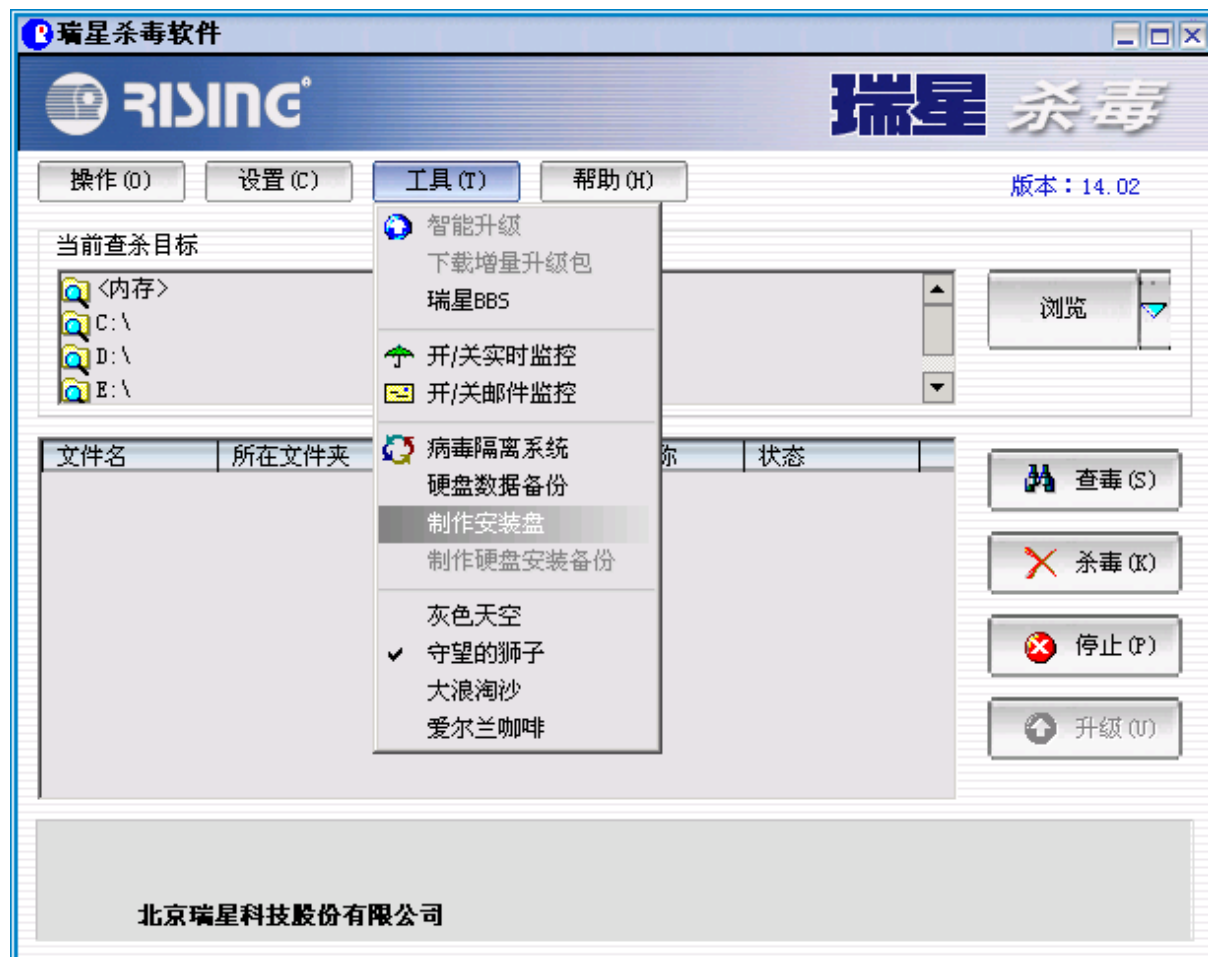 瑞星杀毒软件
RISING®
瑞星 杀毒
操作(O) 设置(C) 工具(T) 帮助(H)
版本：14.02
当前查杀目标
<内存>
C:\
D:\
E:\
浏览
智能升级
下载增量升级包
瑞星BBS
开/关实时监控
开/关邮件监控
病毒隔离系统
硬盘数据备份
制作安装盘
制作硬盘安装备份
灰色天空
守望的狮子
大浪淘沙
爱尔兰咖啡
文件名 所在文件夹 称 状态
查毒(S)
杀毒(K)
停止(P)
升级(U)
北京瑞星科技股份有限公司